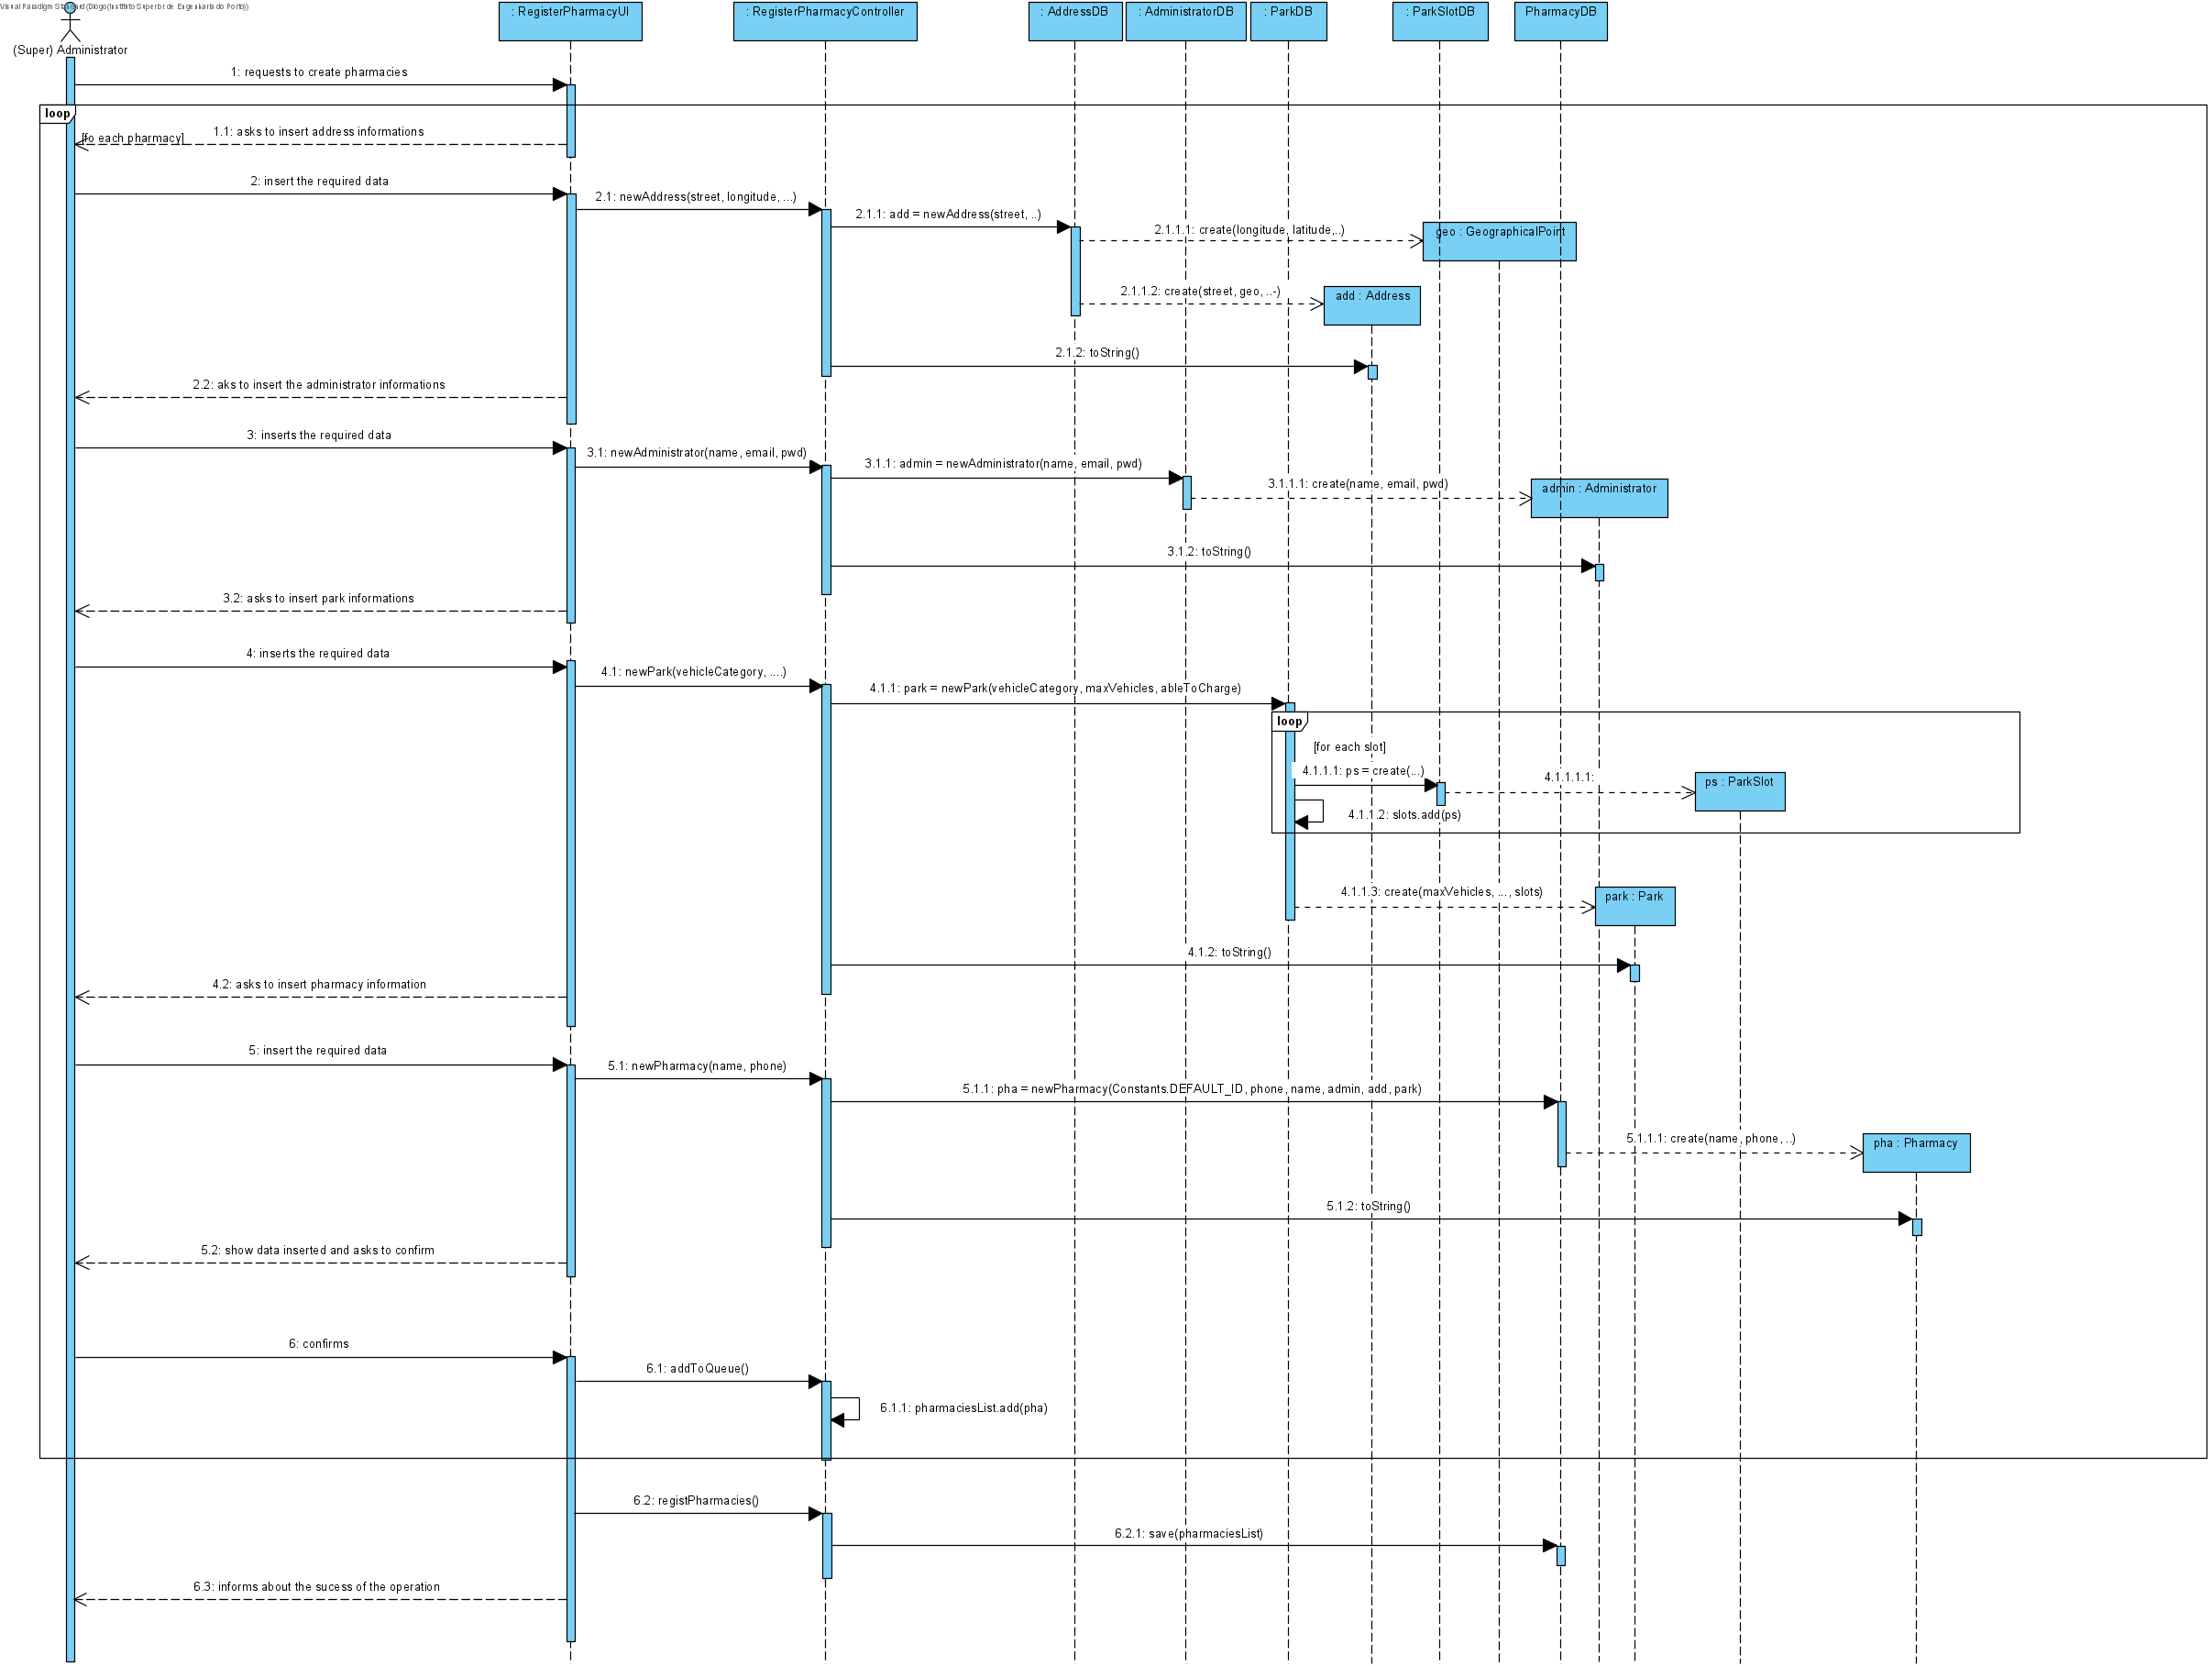 Visual Paradigm Standard(Diogo(Instituto Superior de Engenharia do Porto))
(Super) Administrator
: RegisterPharmacyUI
: RegisterPharmacyController
: AddressDB
: AdministratorDB
: ParkDB
: ParkSlotDB
PharmacyDB
1: requests to create pharmacies
loop
[fo each pharmacy]
1.1: asks to insert address informations
2: insert the required data
2.1: newAddress(street, longitude, ...)
2.1.1: add = newAddress(street, ..)
2.1.1.1: create(longitude, latitude,..)
geo : GeographicalPoint
2.1.1.2: create(street, geo, ..-)
add : Address
2.1.2: toString()
2.2: aks to insert the administrator informations
3: inserts the required data
3.1: newAdministrator(name, email, pwd)
3.1.1: admin = newAdministrator(name, email, pwd)
3.1.1.1: create(name, email, pwd)
admin : Administrator
3.1.2: toString()
3.2: asks to insert park informations
4: inserts the required data
4.1: newPark(vehicleCategory, ....)
4.1.1: park = newPark(vehicleCategory, maxVehicles, ableToCharge)
loop
[for each slot]
4.1.1.1: ps = create(...)
4.1.1.1.1:
ps : ParkSlot
4.1.1.2: slots.add(ps)
4.1.1.3: create(maxVehicles, ... , slots)
park : Park
4.1.2: toString()
4.2: asks to insert pharmacy information
5: insert the required data
5.1: newPharmacy(name, phone)
5.1.1: pha = newPharmacy(Constants.DEFAULT_ID, phone, name, admin, add, park)
5.1.1.1: create(name, phone, ..)
pha : Pharmacy
5.1.2: toString()
5.2: show data inserted and asks to confirm
6: confirms
6.1: addToQueue()
6.1.1: pharmaciesList.add(pha)
6.2: registPharmacies()
6.2.1: save(pharmaciesList)
6.3: informs about the sucess of the operation